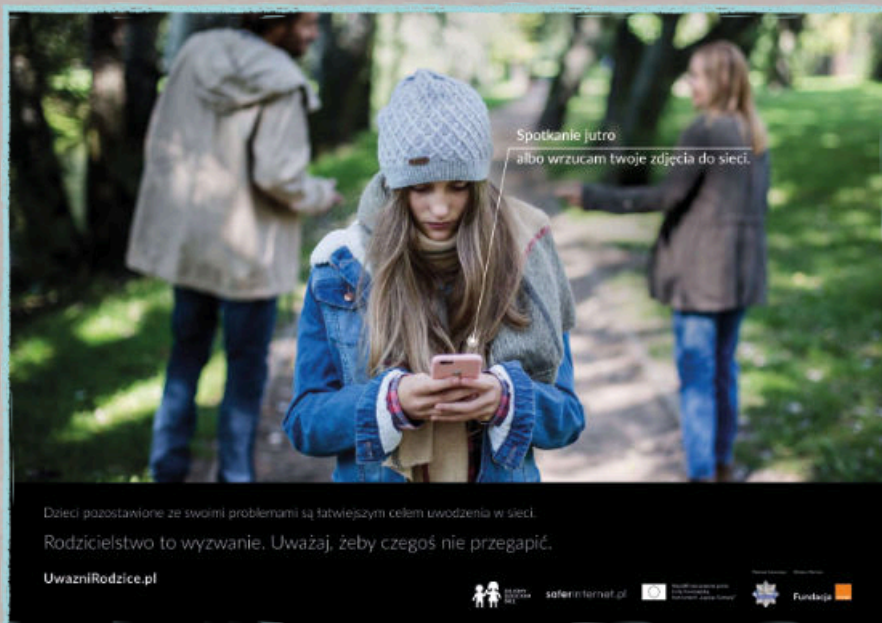 Spotkanie jutro
albo wrzucam twoje zdjęcia do sieci.
Dzieci pozostawione ze swoimi problemami są łatwiejszym celem uwodzenia w sieci.
Rodzicielstwo to wyzwanie. Uważaj, żeby czegoś nie przegapić.
UwazniRodzice.pl
saferinternet.pl
Fundacja